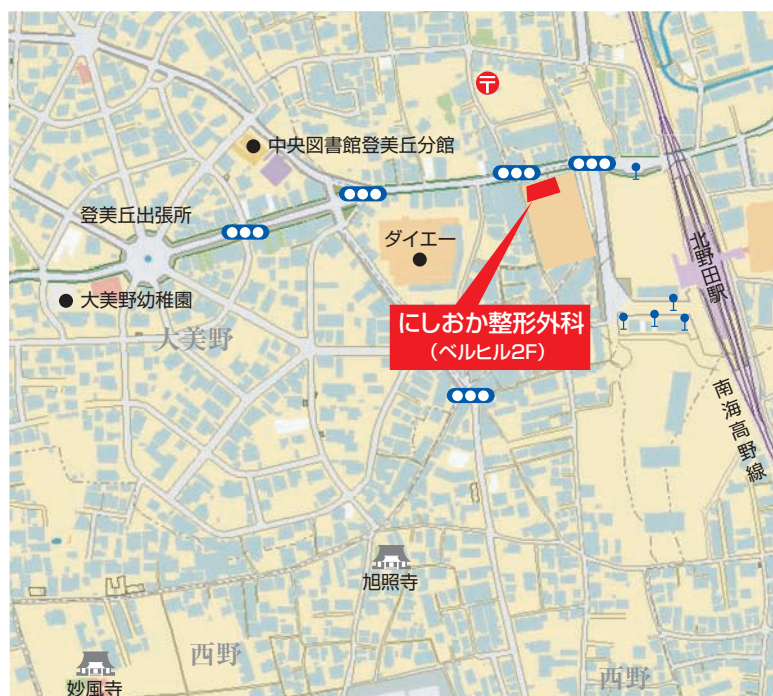 〒
中央図書館登美丘分館
登美丘出張所
ダイエー
北野田駅
大美野幼稚園
にしおか整形外科
(ベルヒル2F)
大美野
南海高野線
旭照寺
西野
西野
妙風寺